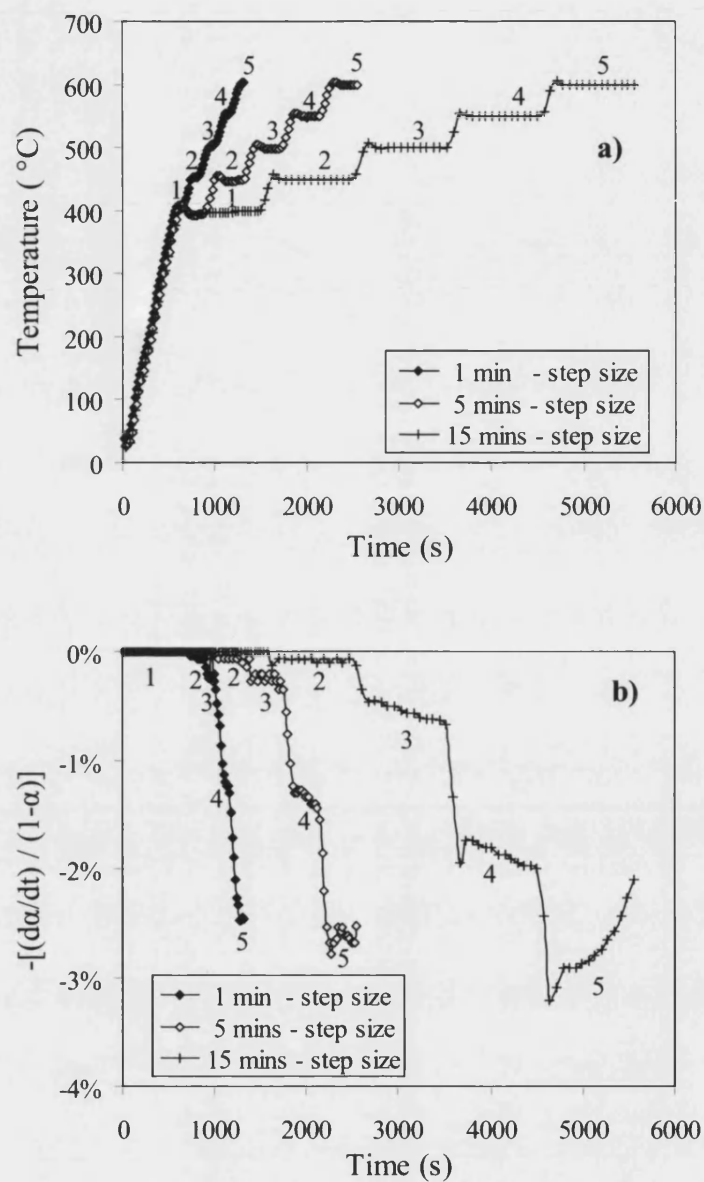 700
600
500
400
300
200
100
0
Temperature ( °C)
5
4
3
2
1
5
4
3
2
5
4
3
2
1
a)
1 min - step size
5 mins - step size
15 mins - step size
0 1000 2000 3000 4000 5000 6000
Time (s)
0%
-1%
-2%
-3%
-4%
-[(dα/dt) / (1-α)]
1 2 2 2
3 3 3
4 4 4
5 5 5
b)
1 min - step size
5 mins - step size
15 mins - step size
0 1000 2000 3000 4000 5000 6000
Time (s)